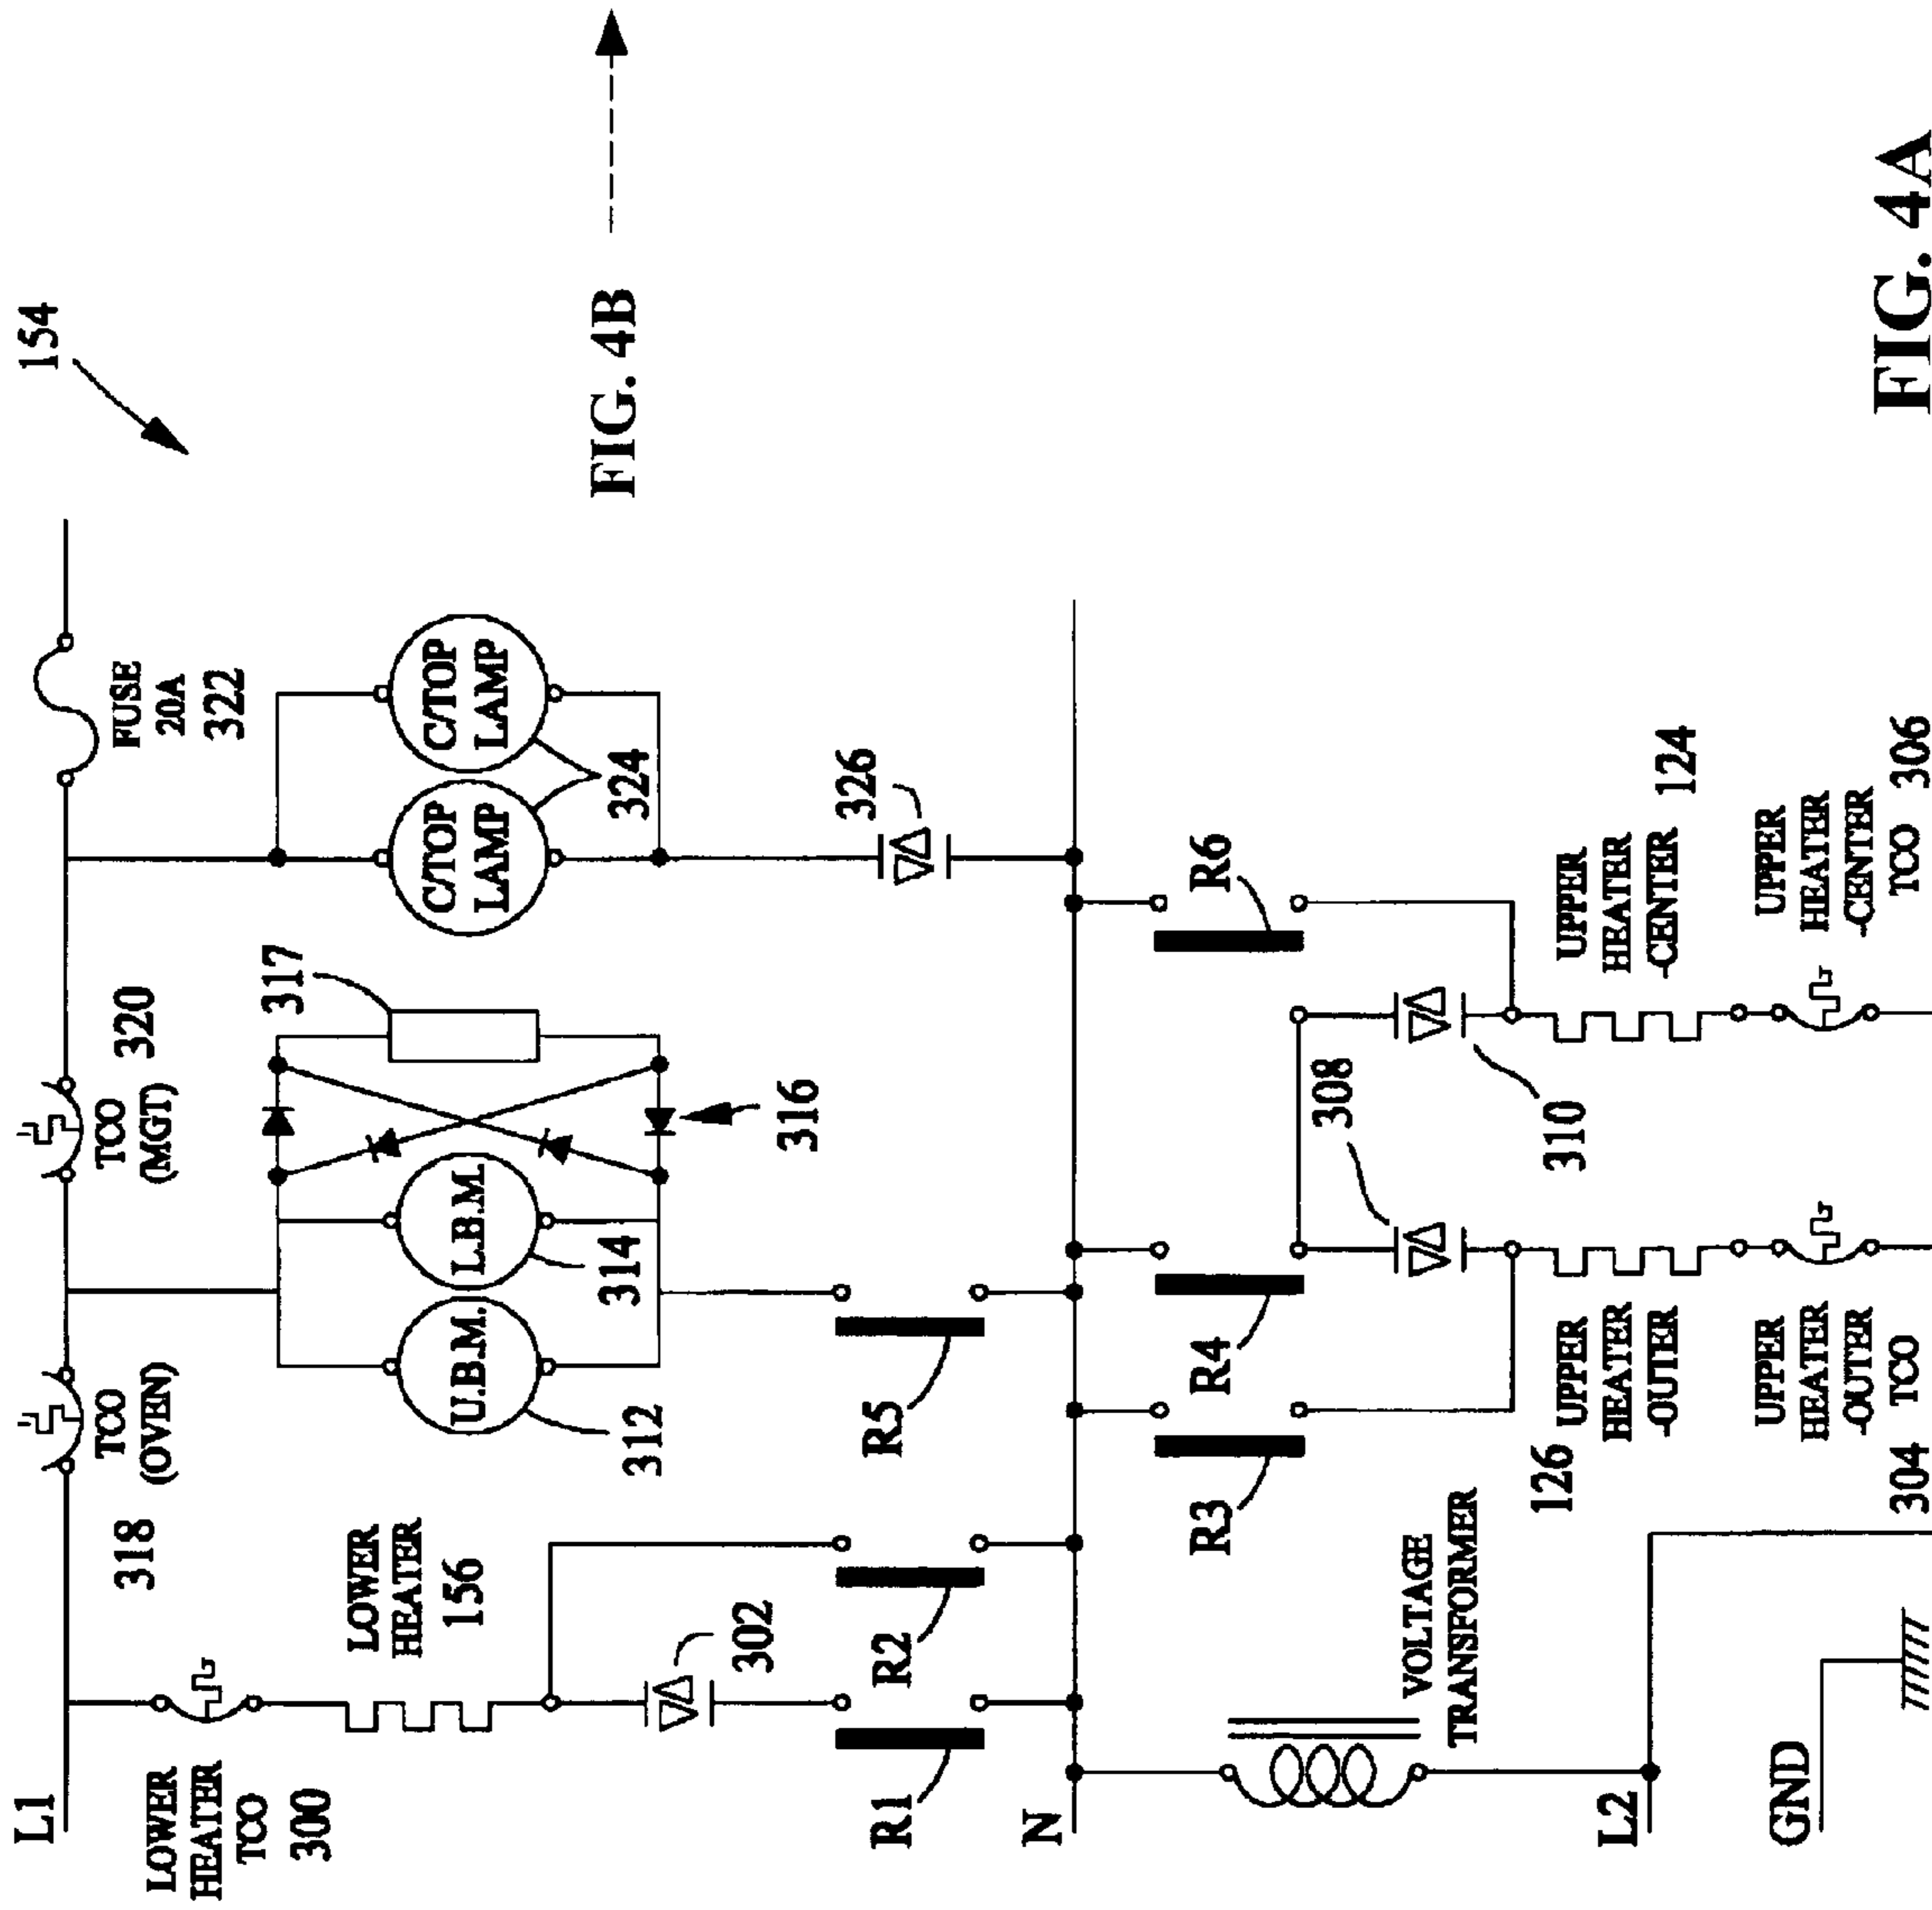 154
L1
318
TCO
(OVEN)
TCO
(MGT)
320
FUSE
20A
322
LOWER
HEATER
TCO
300
LOWER
HEATER
156
U.B.M.
L.B.M.
312
314
317
316
C/TOP
LAMP
C/TOP
LAMP
324
FIG. 4B
302
326
R1
R2
R5
N
R3
R4
R6
308
310
VOLTAGE
TRANSFORMER
126
UPPER
HEATER
-OUTER
UPPER
HEATER
-CENTER
124
L2
GND
304
UPPER
HEATER
-OUTER
TCO
UPPER
HEATER
-CENTER
TCO
306
FIG. 4A